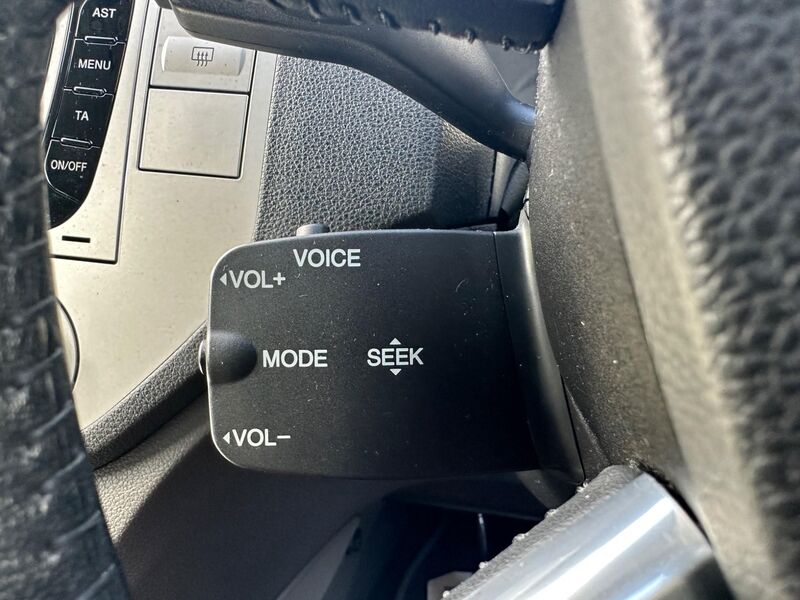 AST
MENU
TA
ON/OFF
VOICE
VOL+
MODE
SEEK
VOL−